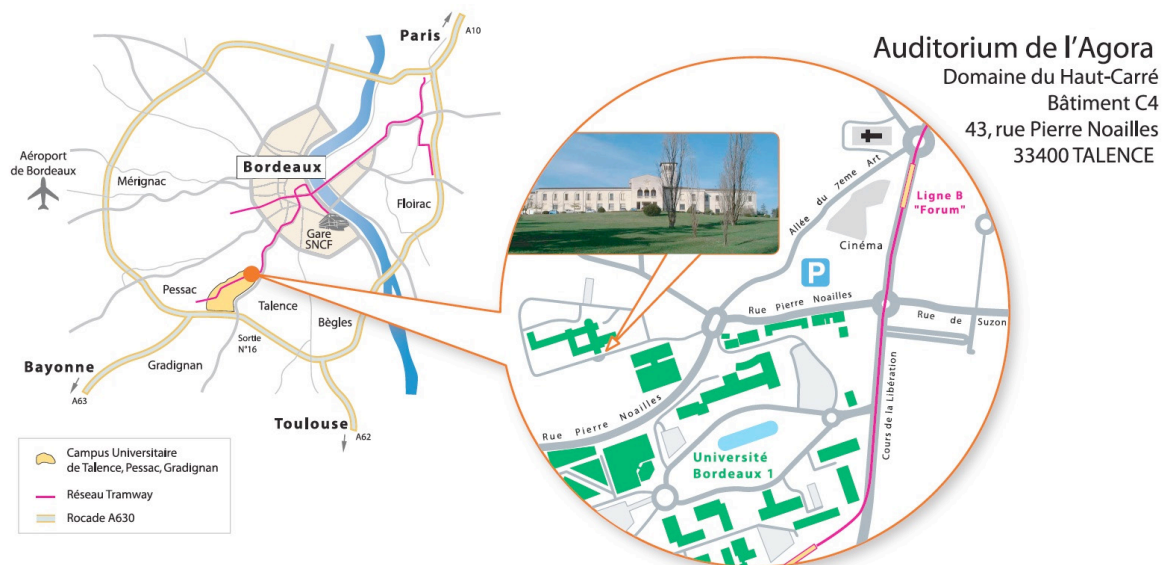 Paris
A10
Aéroport
de Bordeaux
Mérignac
Bordeaux
Floirac
Gare
SNCF
Pessac
Talence
Bègles
Sortie
N°16
Gradignan
Bayonne
A63
Toulouse
A62
Campus Universitaire
de Talence, Pessac, Gradignan
Réseau Tramway
Rocade A630
Auditorium de l'Agora
Domaine du Haut-Carré
Bâtiment C4
43, rue Pierre Noailles
33400 TALENCE
Allée du 7eme Art
Ligne B
"Forum"
Cinéma
P
Rue Pierre Noailles
Rue de Suzon
Cours de la Libération
Rue Pierre Noailles
Université
Bordeaux 1